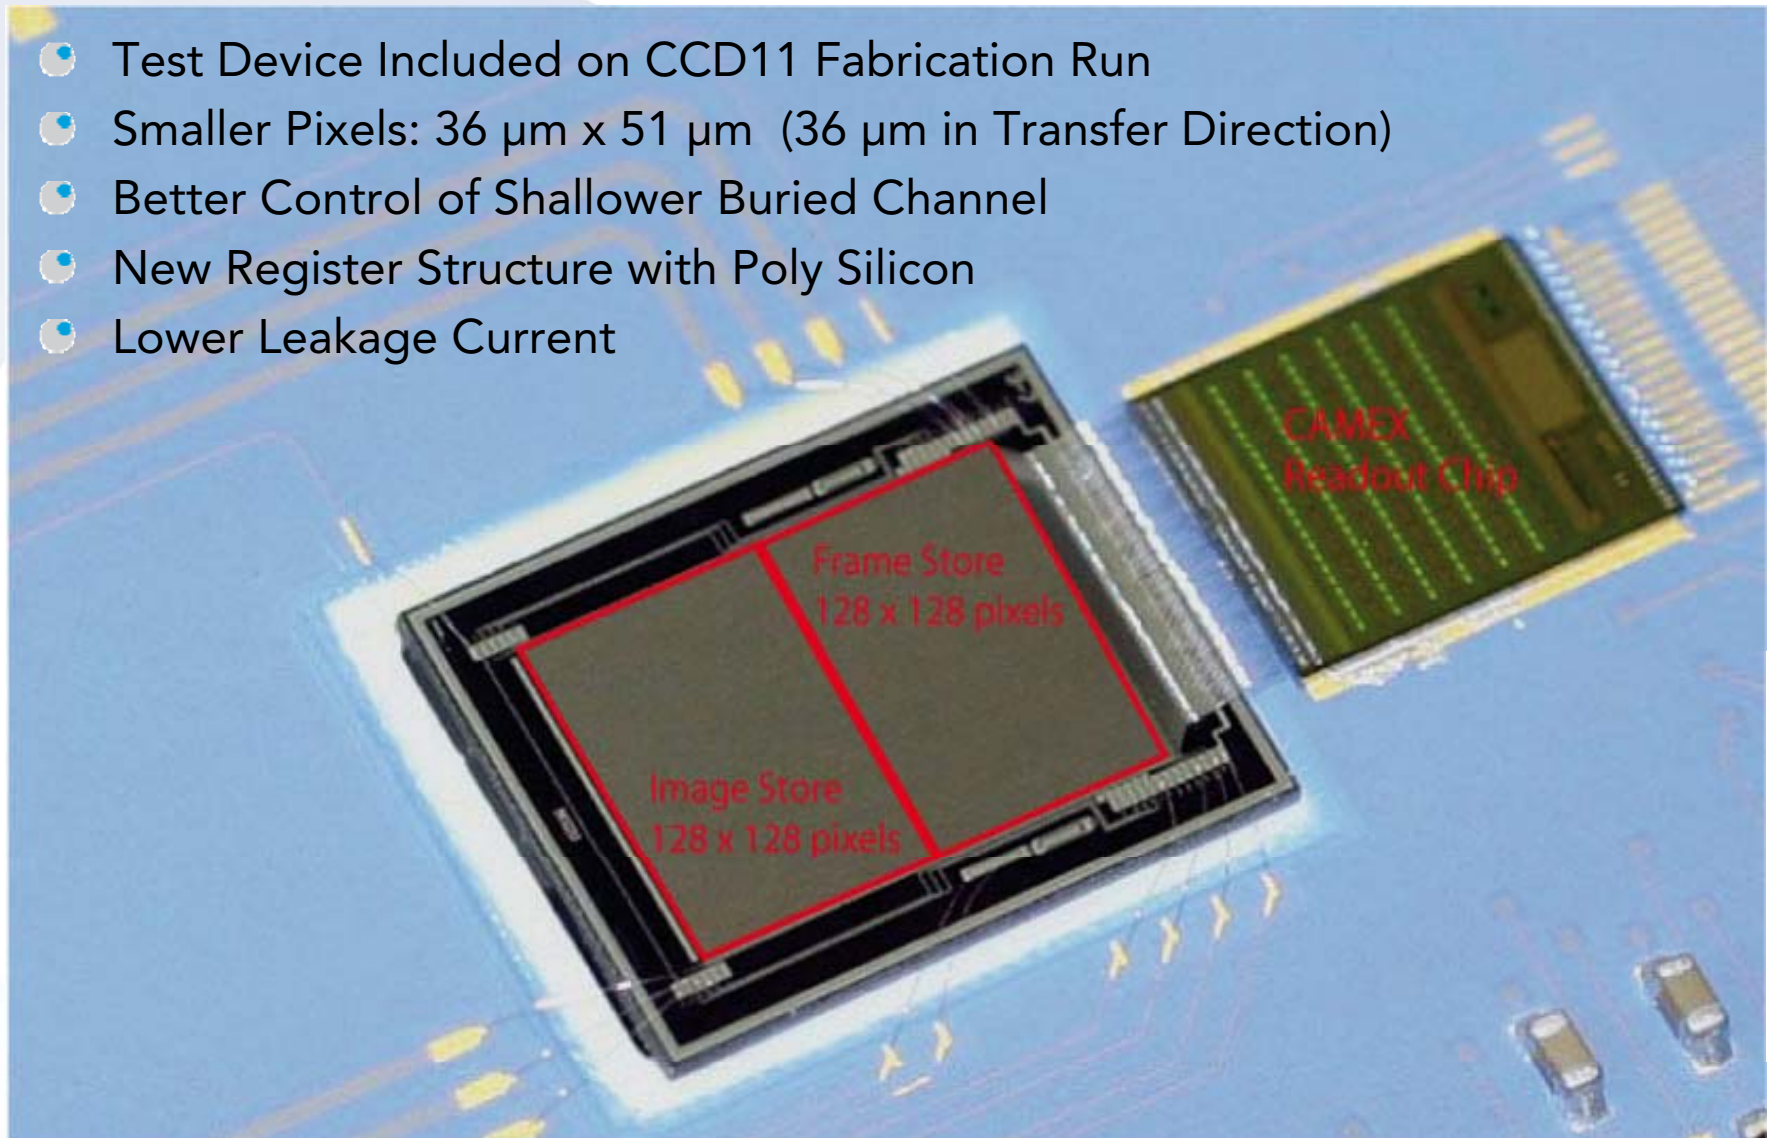 Test Device Included on CCD11 Fabrication Run
Smaller Pixels: 36 µm x 51 µm (36 µm in Transfer Direction)
Better Control of Shallower Buried Channel
New Register Structure with Poly Silicon
Lower Leakage Current
CAMEX
Readout Chip
Frame Store
128 x 128 pixels
Image Store
128 x 128 pixels